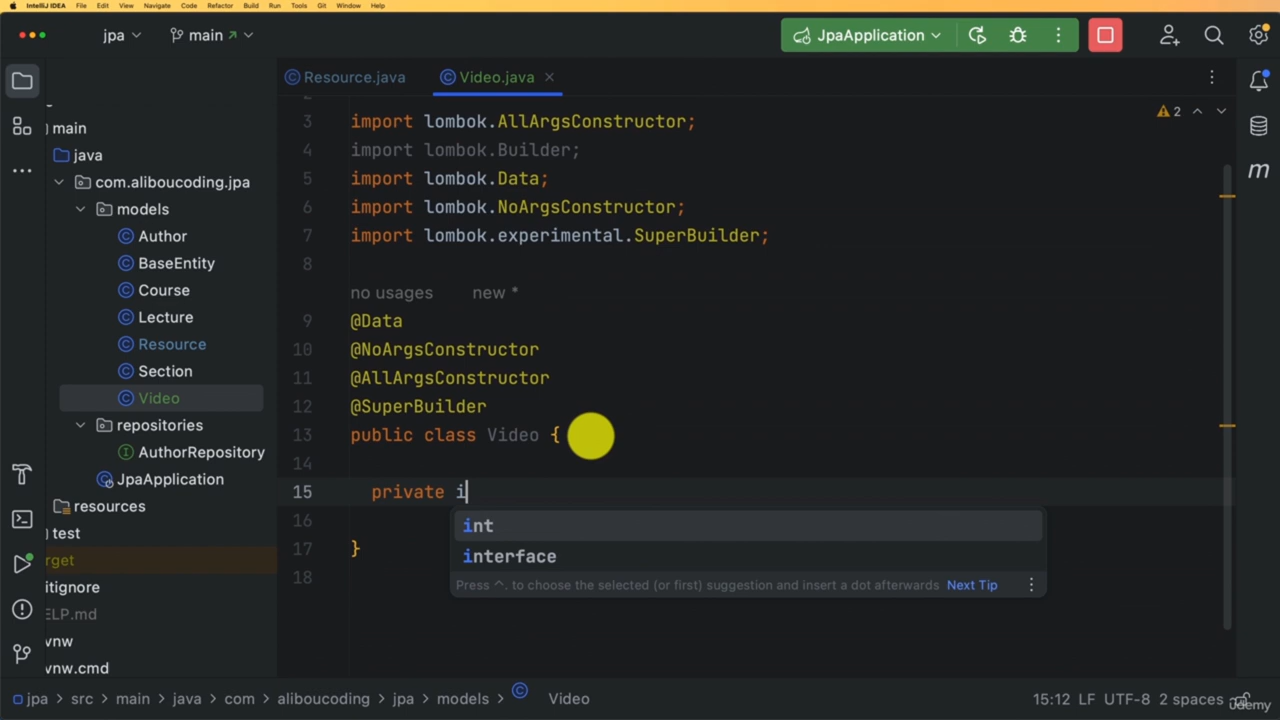 IntelliJ IDEA File Edit View Navigate Code Refactor Build Run Tools Git Window Help
jpa main JpaApplication
Resource.java Video.java
main
java
com.aliboucoding.jpa
models
Author
BaseEntity
Course
Lecture
Resource
Section
Video
repositories
AuthorRepository
JpaApplication
resources
test
rget
itignore
ELP.md
vnw
vnw.cmd
2
3 import lombok.AllArgsConstructor;
4 import lombok.Builder;
5 import lombok.Data;
6 import lombok.NoArgsConstructor;
7 import lombok.experimental.SuperBuilder;
8
no usages new *
9 @Data
10 @NoArgsConstructor
11 @AllArgsConstructor
12 @SuperBuilder
13 public class Video {
14
15 private i
16
17 }
18
int
interface
Press ^. to choose the selected (or first) suggestion and insert a dot afterwards Next Tip
2
m
jpa > src > main > java > com > aliboucoding > jpa > models > Video
15:12 LF UTF-8 2 spaces
udemy